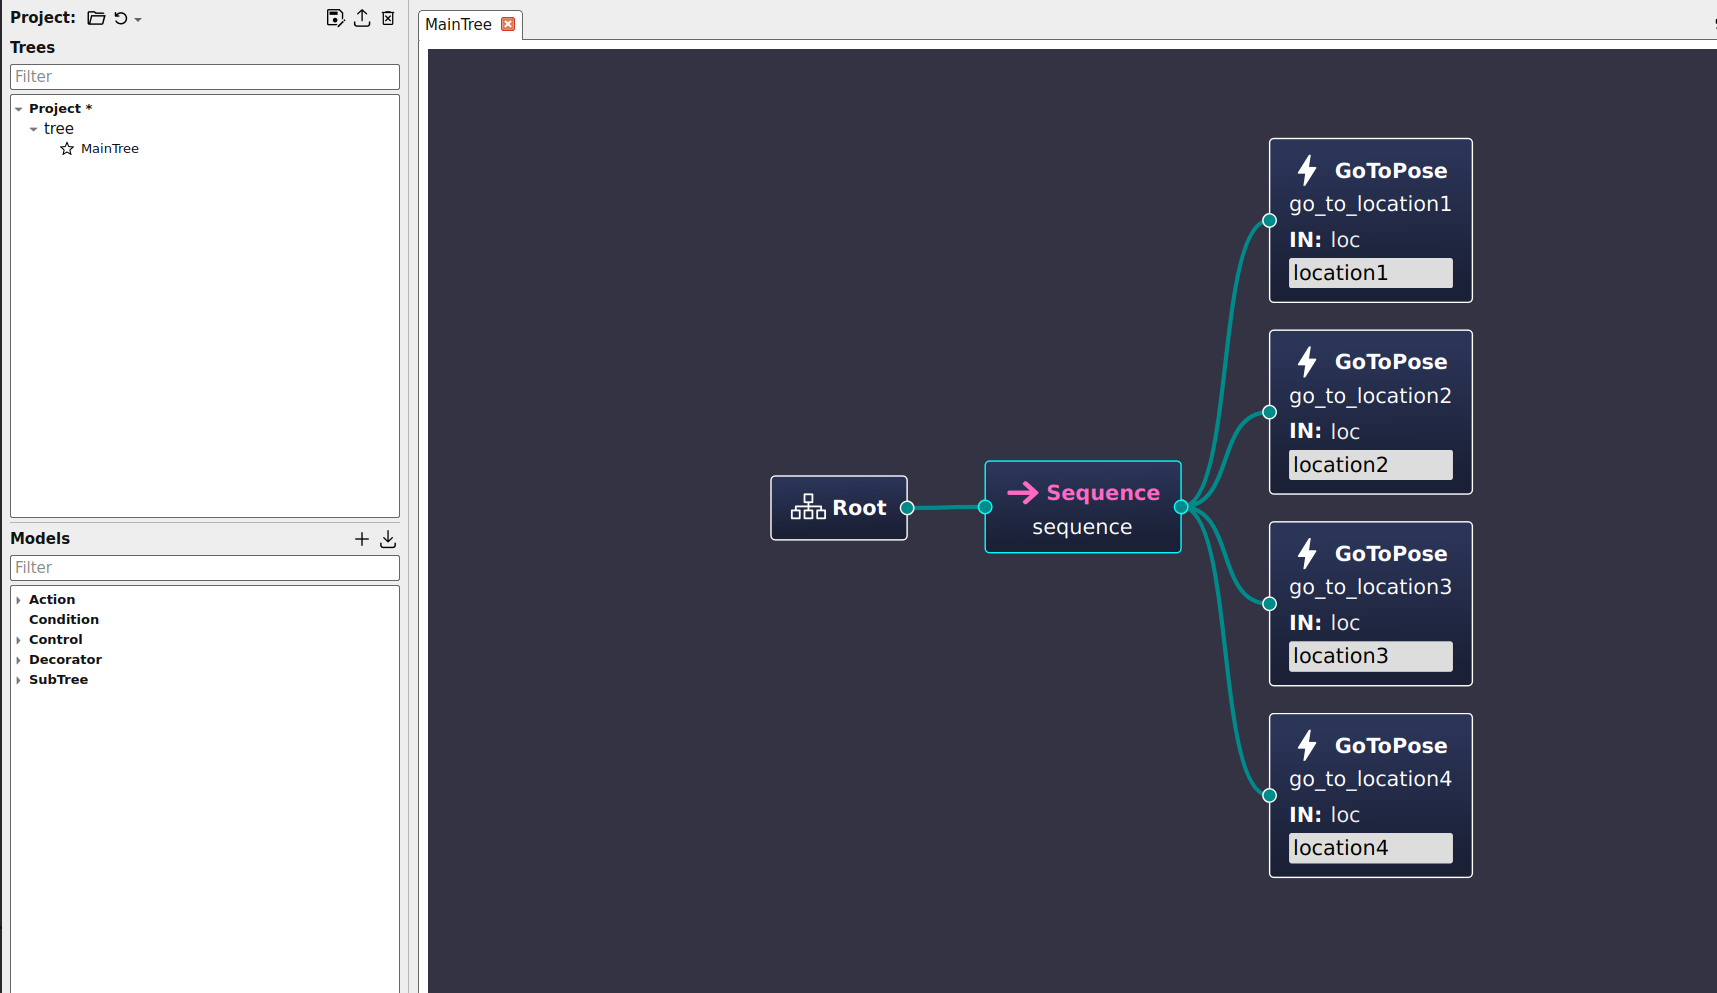 Project:
Trees
Filter
Project *
tree
MainTree
Models
Filter
Action
Condition
Control
Decorator
SubTree
MainTree
Root
Sequence
sequence
GoToPose
go_to_location1
IN: loc
location1
GoToPose
go_to_location2
IN: loc
location2
GoToPose
go_to_location3
IN: loc
location3
GoToPose
go_to_location4
IN: loc
location4